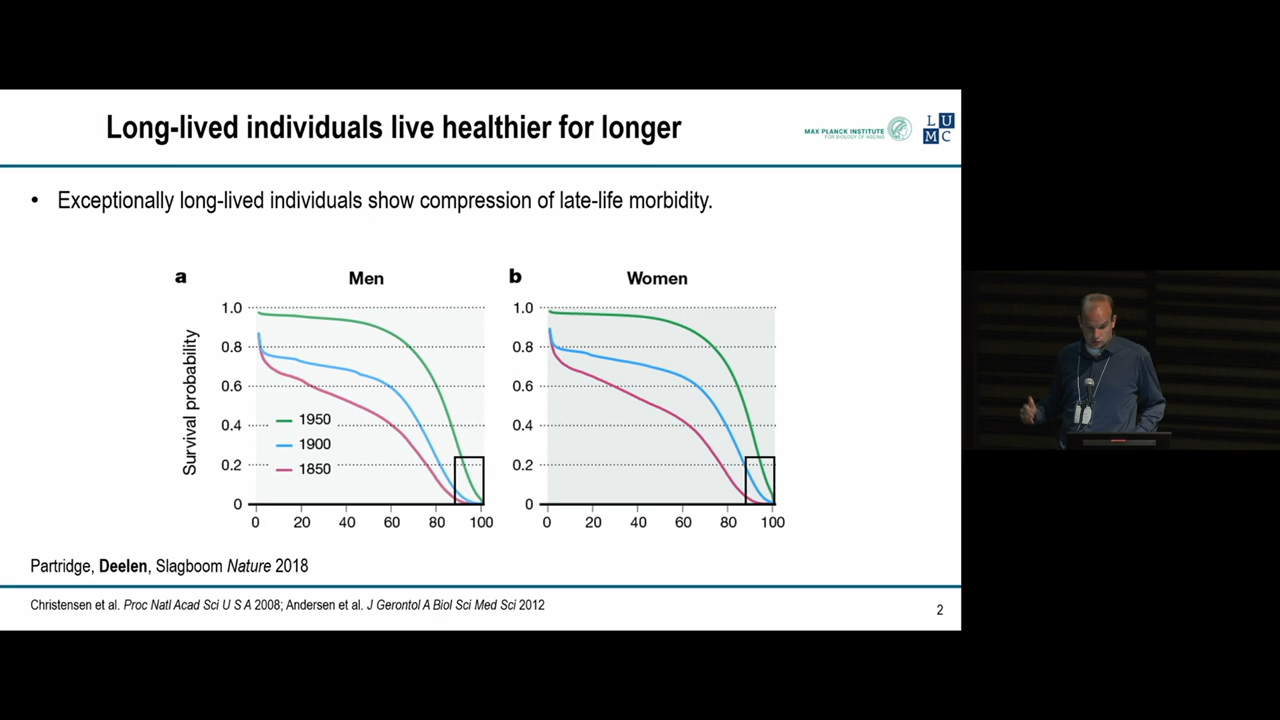 Long-lived individuals live healthier for longer
MAX PLANCK INSTITUTE
FOR BIOLOGY OF AGEING
L U
M C
• Exceptionally long-lived individuals show compression of late-life morbidity.
a Men
b Women
Survival probability
1.0
0.8
0.6
0.4
0.2
0
1950
1900
1850
0 20 40 60 80 100
1.0
0.8
0.6
0.4
0.2
0
0 20 40 60 80 100
Partridge, Deelen, Slagboom Nature 2018
Christensen et al. Proc Natl Acad Sci U S A 2008; Andersen et al. J Gerontol A Biol Sci Med Sci 2012
2